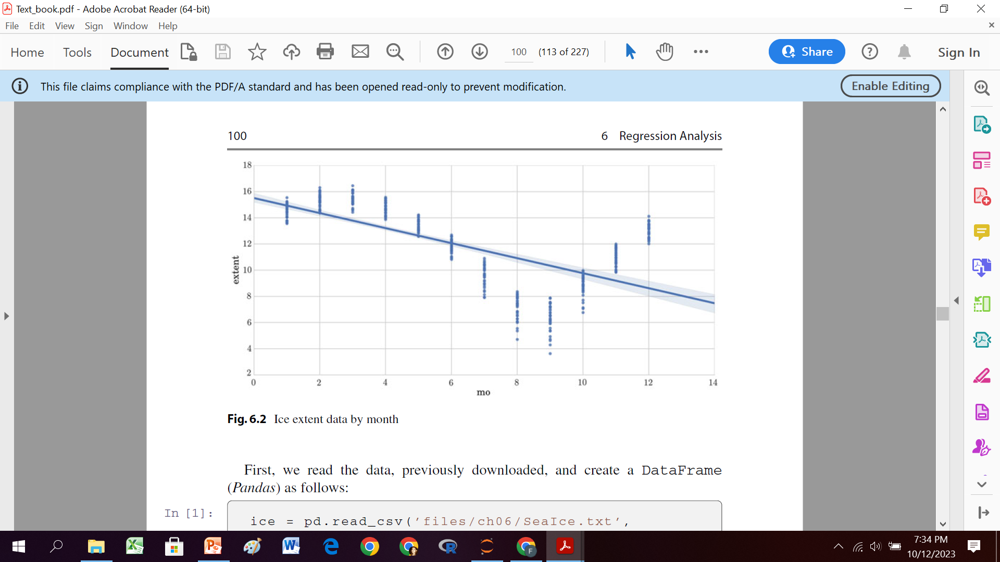 Text_book.pdf - Adobe Acrobat Reader (64-bit)
File Edit View Sign Window Help
Home Tools Document 100 (113 of 227) Share Sign In
This file claims compliance with the PDF/A standard and has been opened read-only to prevent modification.
Enable Editing
100 6 Regression Analysis
18
16
14
12
10
8
6
4
2
extent
0 2 4 6 8 10 12 14
mo
Fig. 6.2 Ice extent data by month
First, we read the data, previously downloaded, and create a DataFrame
(Pandas) as follows:
In [1]:
ice = pd.read_csv('files/ch06/SeaIce.txt',
7:34 PM
10/12/2023